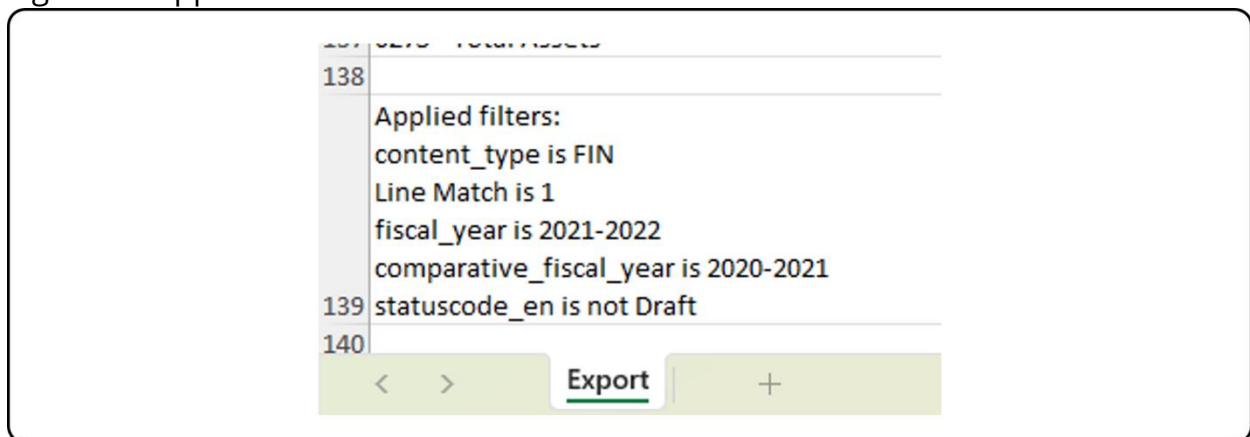 138
Applied filters:
content_type is FIN
Line Match is 1
fiscal_year is 2021-2022
comparative_fiscal_year is 2020-2021
139 statuscode_en is not Draft
140
< > Export +